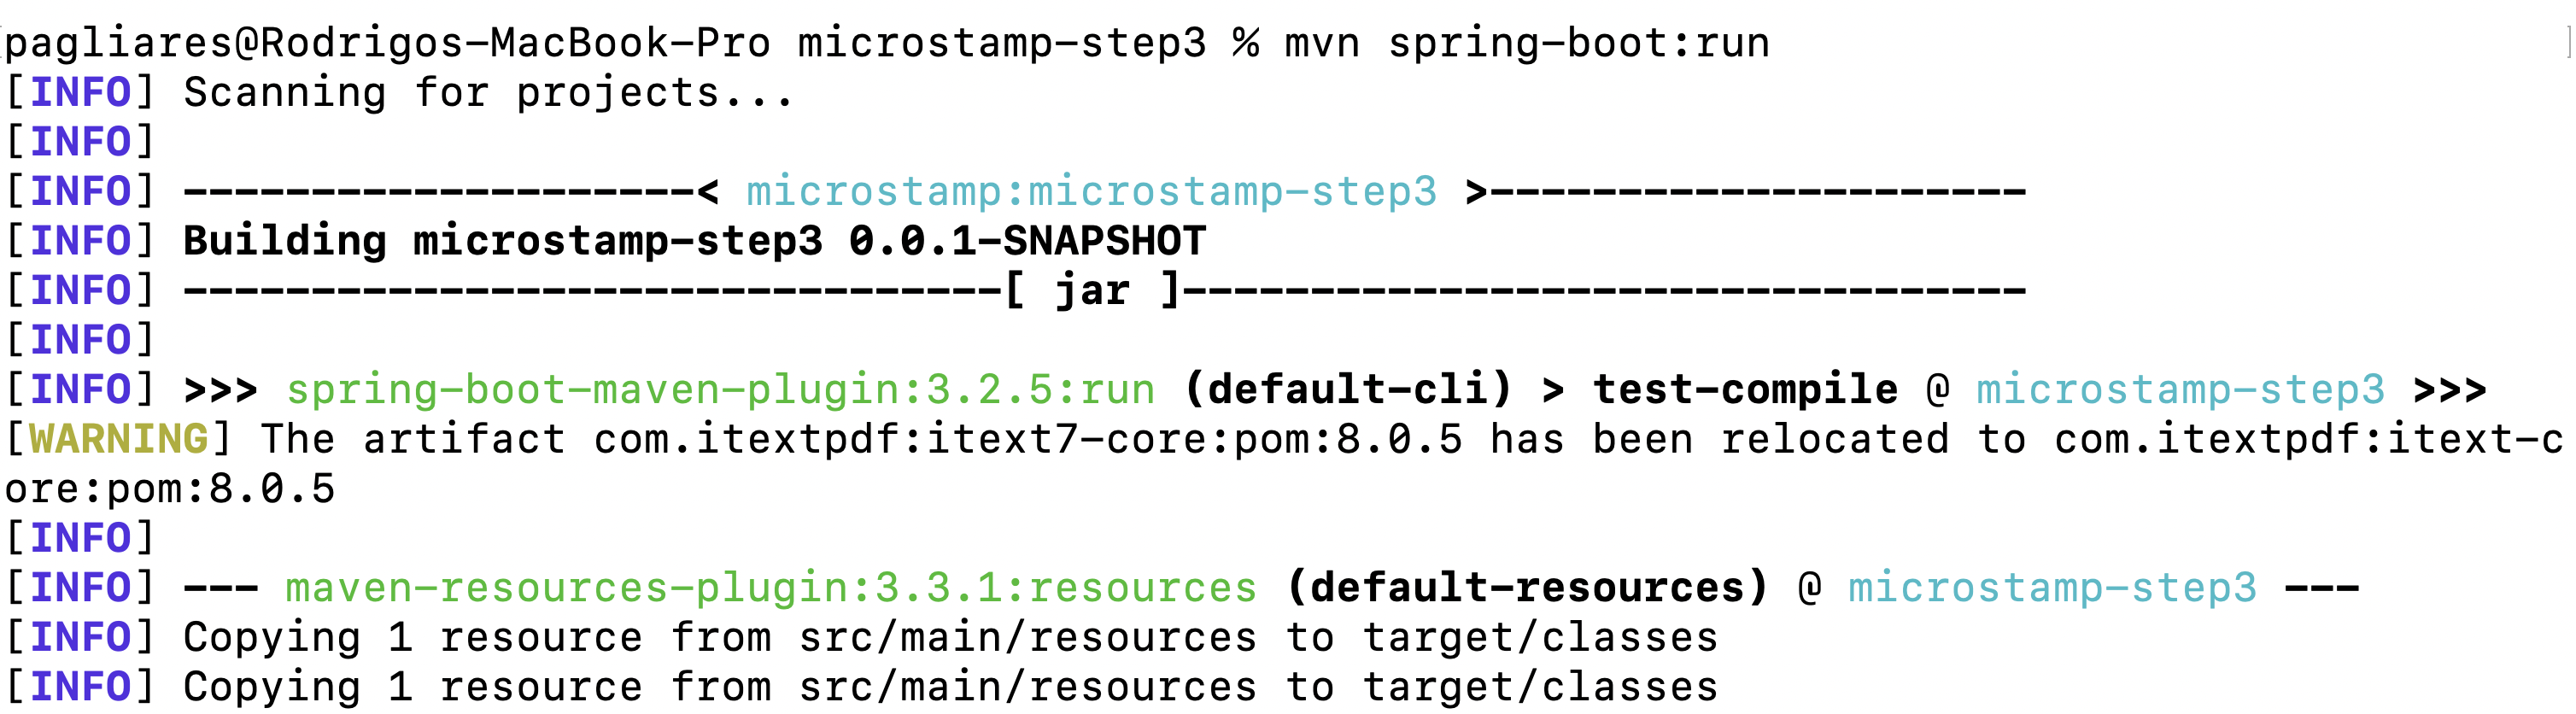 pagliares@Rodrigos-MacBook-Pro microstamp-step3 % mvn spring-boot:run
[INFO] Scanning for projects...
[INFO]
[INFO] --------------------< microstamp:microstamp-step3 >---------------------
[INFO] Building microstamp-step3 0.0.1-SNAPSHOT
[INFO] --------------------------------[ jar ]---------------------------------
[INFO]
[INFO] >>> spring-boot-maven-plugin:3.2.5:run (default-cli) > test-compile @ microstamp-step3 >>>
[WARNING] The artifact com.itextpdf:itext7-core:pom:8.0.5 has been relocated to com.itextpdf:itext-c
ore:pom:8.0.5
[INFO]
[INFO] --- maven-resources-plugin:3.3.1:resources (default-resources) @ microstamp-step3 ---
[INFO] Copying 1 resource from src/main/resources to target/classes
[INFO] Copying 1 resource from src/main/resources to target/classes